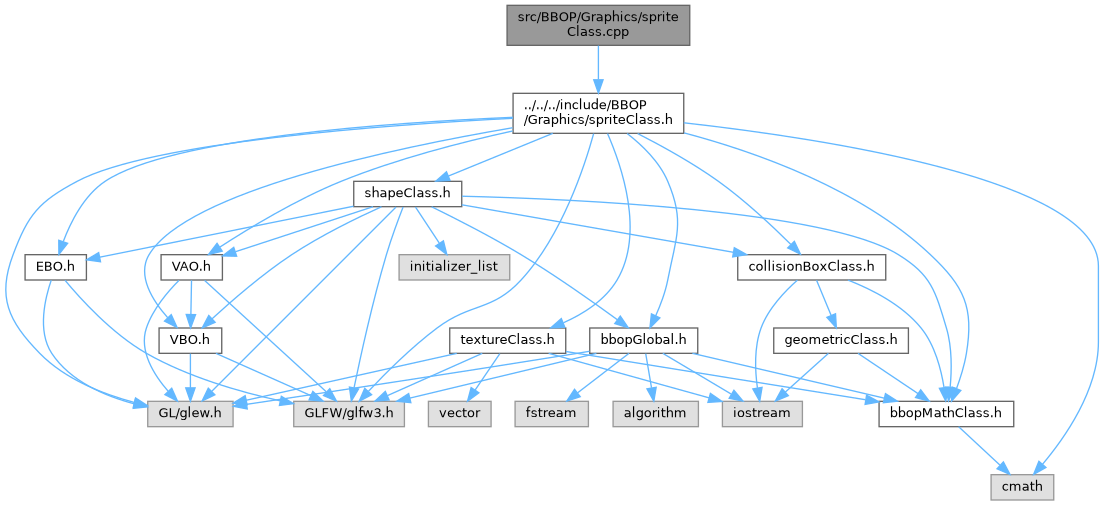 src/BBOP/Graphics/sprite
Class.cpp
../../../include/BBOP
/Graphics/spriteClass.h
shapeClass.h
EBO.h
VAO.h
initializer_list
collisionBoxClass.h
VBO.h
textureClass.h
bbopGlobal.h
geometricClass.h
GL/glew.h
GLFW/glfw3.h
vector
fstream
algorithm
iostream
bbopMathClass.h
cmath